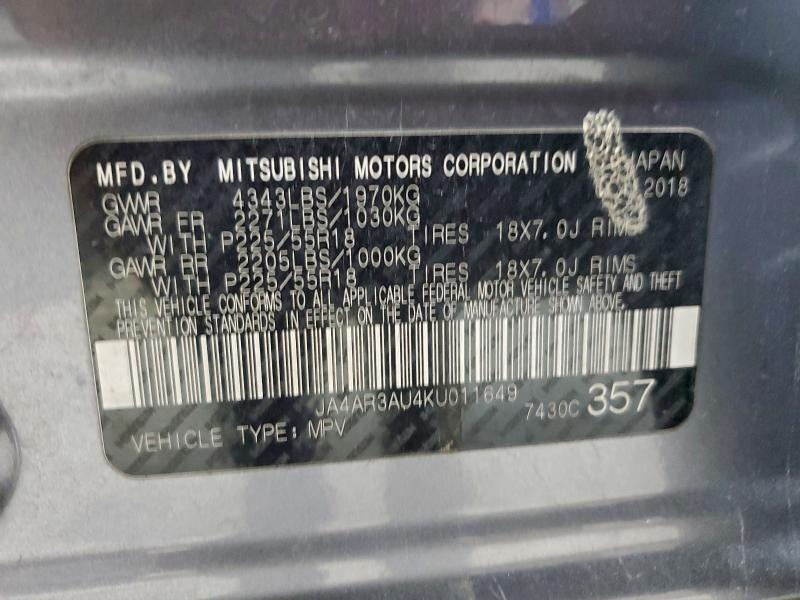 MFD.BY MITSUBISHI MOTORS CORPORATION JAPAN
GVWR 4343LBS/1970KG 2018
GAWR FR 2271LBS/1030KG
WITH P225/55R18 TIRES 18X7.0J RIMS
GAWR RR 2205LBS/1000KG
WITH P225/55R18 TIRES 18X7.0J RIMS
THIS VEHICLE CONFORMS TO ALL APPLICABLE FEDERAL MOTOR VEHICLE SAFETY AND THEFT
PREVENTION STANDARDS IN EFFECT ON THE DATE OF MANUFACTURE SHOWN ABOVE.
JA4AR3AU4KU011649
7430C 357
VEHICLE TYPE: MPV